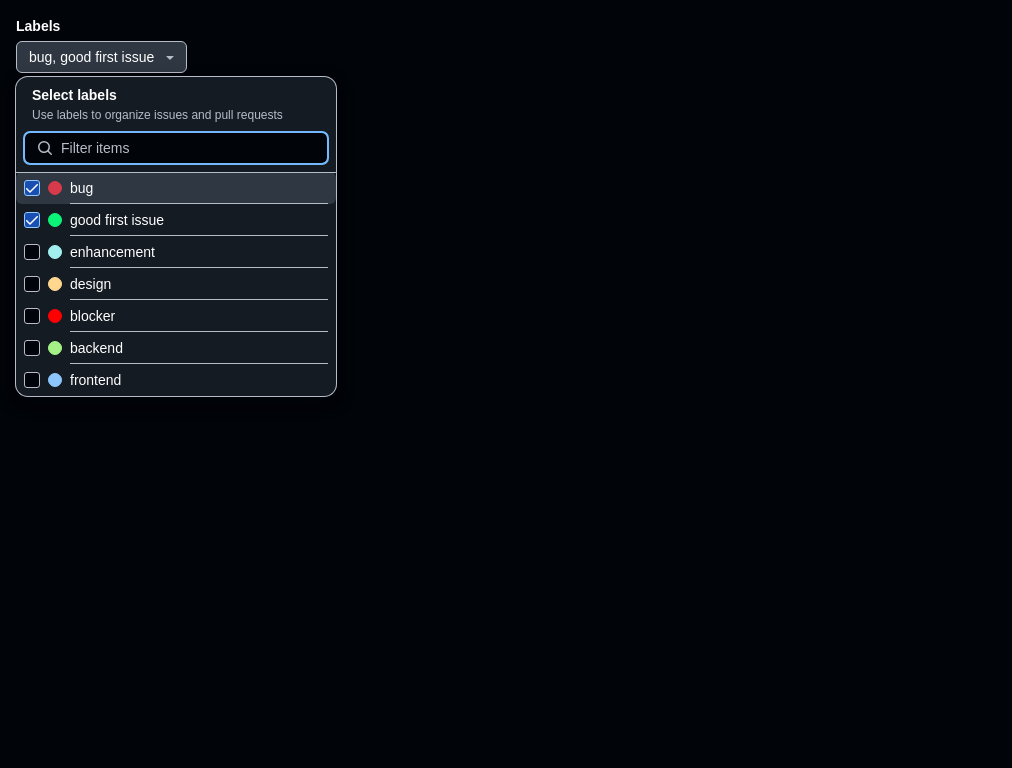 Labels
bug, good first issue
Select labels
Use labels to organize issues and pull requests
Filter items
bug
good first issue
enhancement
design
blocker
backend
frontend